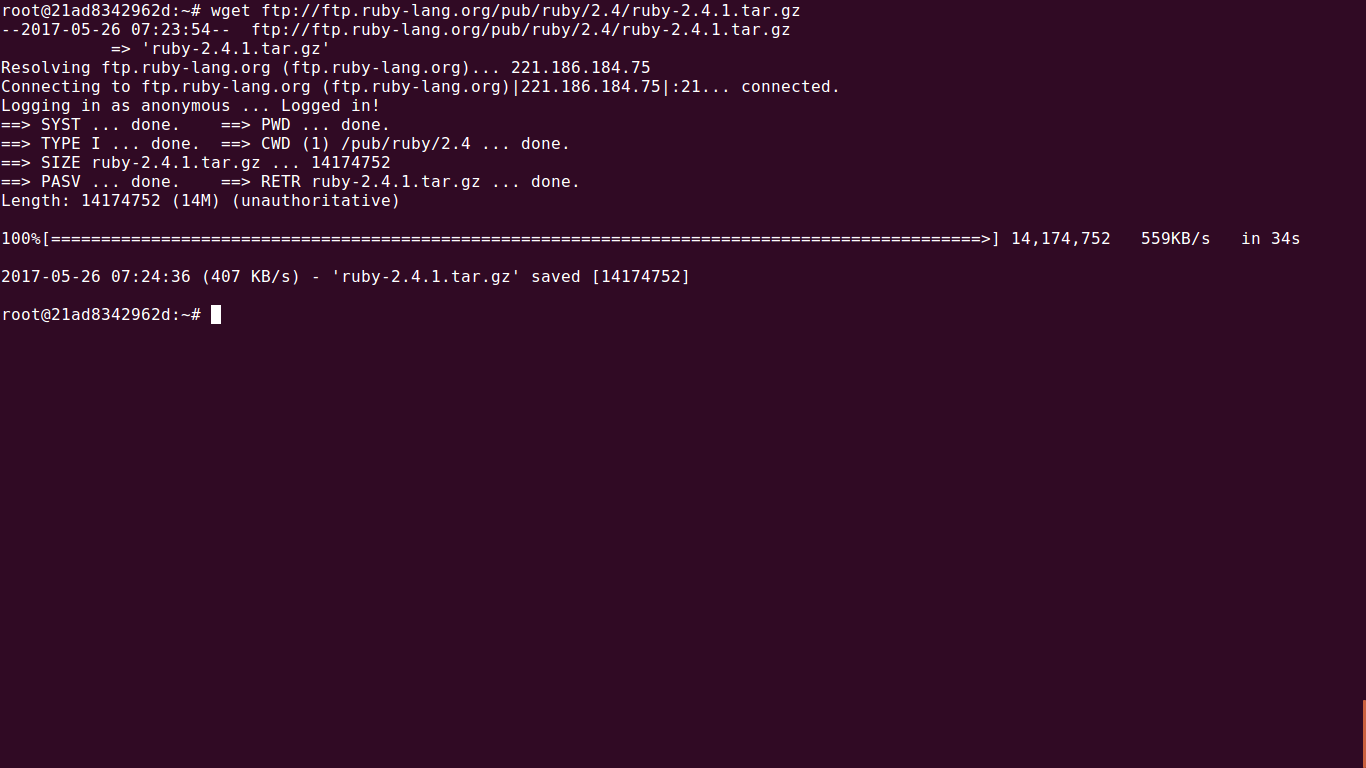 root@21ad8342962d:~# wget ftp://ftp.ruby-lang.org/pub/ruby/2.4/ruby-2.4.1.tar.gz
--2017-05-26 07:23:54--  ftp://ftp.ruby-lang.org/pub/ruby/2.4/ruby-2.4.1.tar.gz
           => 'ruby-2.4.1.tar.gz'
Resolving ftp.ruby-lang.org (ftp.ruby-lang.org)... 221.186.184.75
Connecting to ftp.ruby-lang.org (ftp.ruby-lang.org)|221.186.184.75|:21... connected.
Logging in as anonymous ... Logged in!
==> SYST ... done.    ==> PWD ... done.
==> TYPE I ... done.  ==> CWD (1) /pub/ruby/2.4 ... done.
==> SIZE ruby-2.4.1.tar.gz ... 14174752
==> PASV ... done.    ==> RETR ruby-2.4.1.tar.gz ... done.
Length: 14174752 (14M) (unauthoritative)

100%[=============================================================================================>] 14,174,752   559KB/s   in 34s

2017-05-26 07:24:36 (407 KB/s) - 'ruby-2.4.1.tar.gz' saved [14174752]

root@21ad8342962d:~#